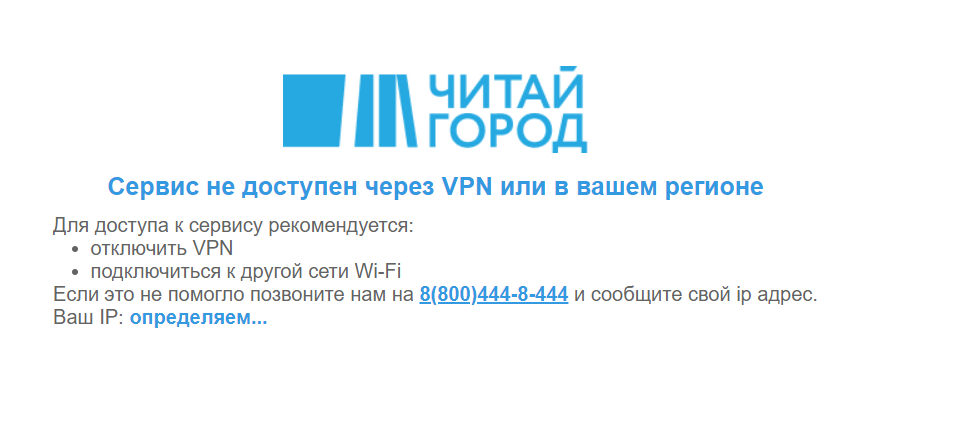 ЧИТАЙ
ГОРОД
Сервис не доступен через VPN или в вашем регионе
Для доступа к сервису рекомендуется:
• отключить VPN
• подключиться к другой сети Wi-Fi
Если это не помогло позвоните нам на 8(800)444-8-444 и сообщите свой ip адрес.
Ваш IP: определяем...